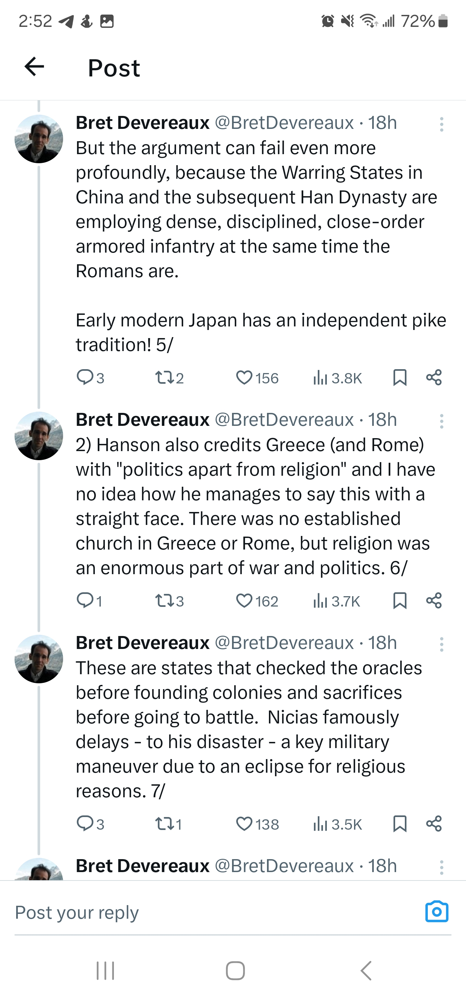 2:52 72%
Post
Bret Devereaux @BretDevereaux · 18h
But the argument can fail even more
profoundly, because the Warring States in
China and the subsequent Han Dynasty are
employing dense, disciplined, close-order
armored infantry at the same time the
Romans are.
Early modern Japan has an independent pike
tradition! 5/
3 2 156 3.8K
Bret Devereaux @BretDevereaux · 18h
2) Hanson also credits Greece (and Rome)
with "politics apart from religion" and I have
no idea how he manages to say this with a
straight face. There was no established
church in Greece or Rome, but religion was
an enormous part of war and politics. 6/
1 3 162 3.7K
Bret Devereaux @BretDevereaux · 18h
These are states that checked the oracles
before founding colonies and sacrifices
before going to battle.  Nicias famously
delays - to his disaster - a key military
maneuver due to an eclipse for religious
reasons. 7/
3 1 138 3.5K
Bret Devereaux @BretDevereaux · 18h
Post your reply